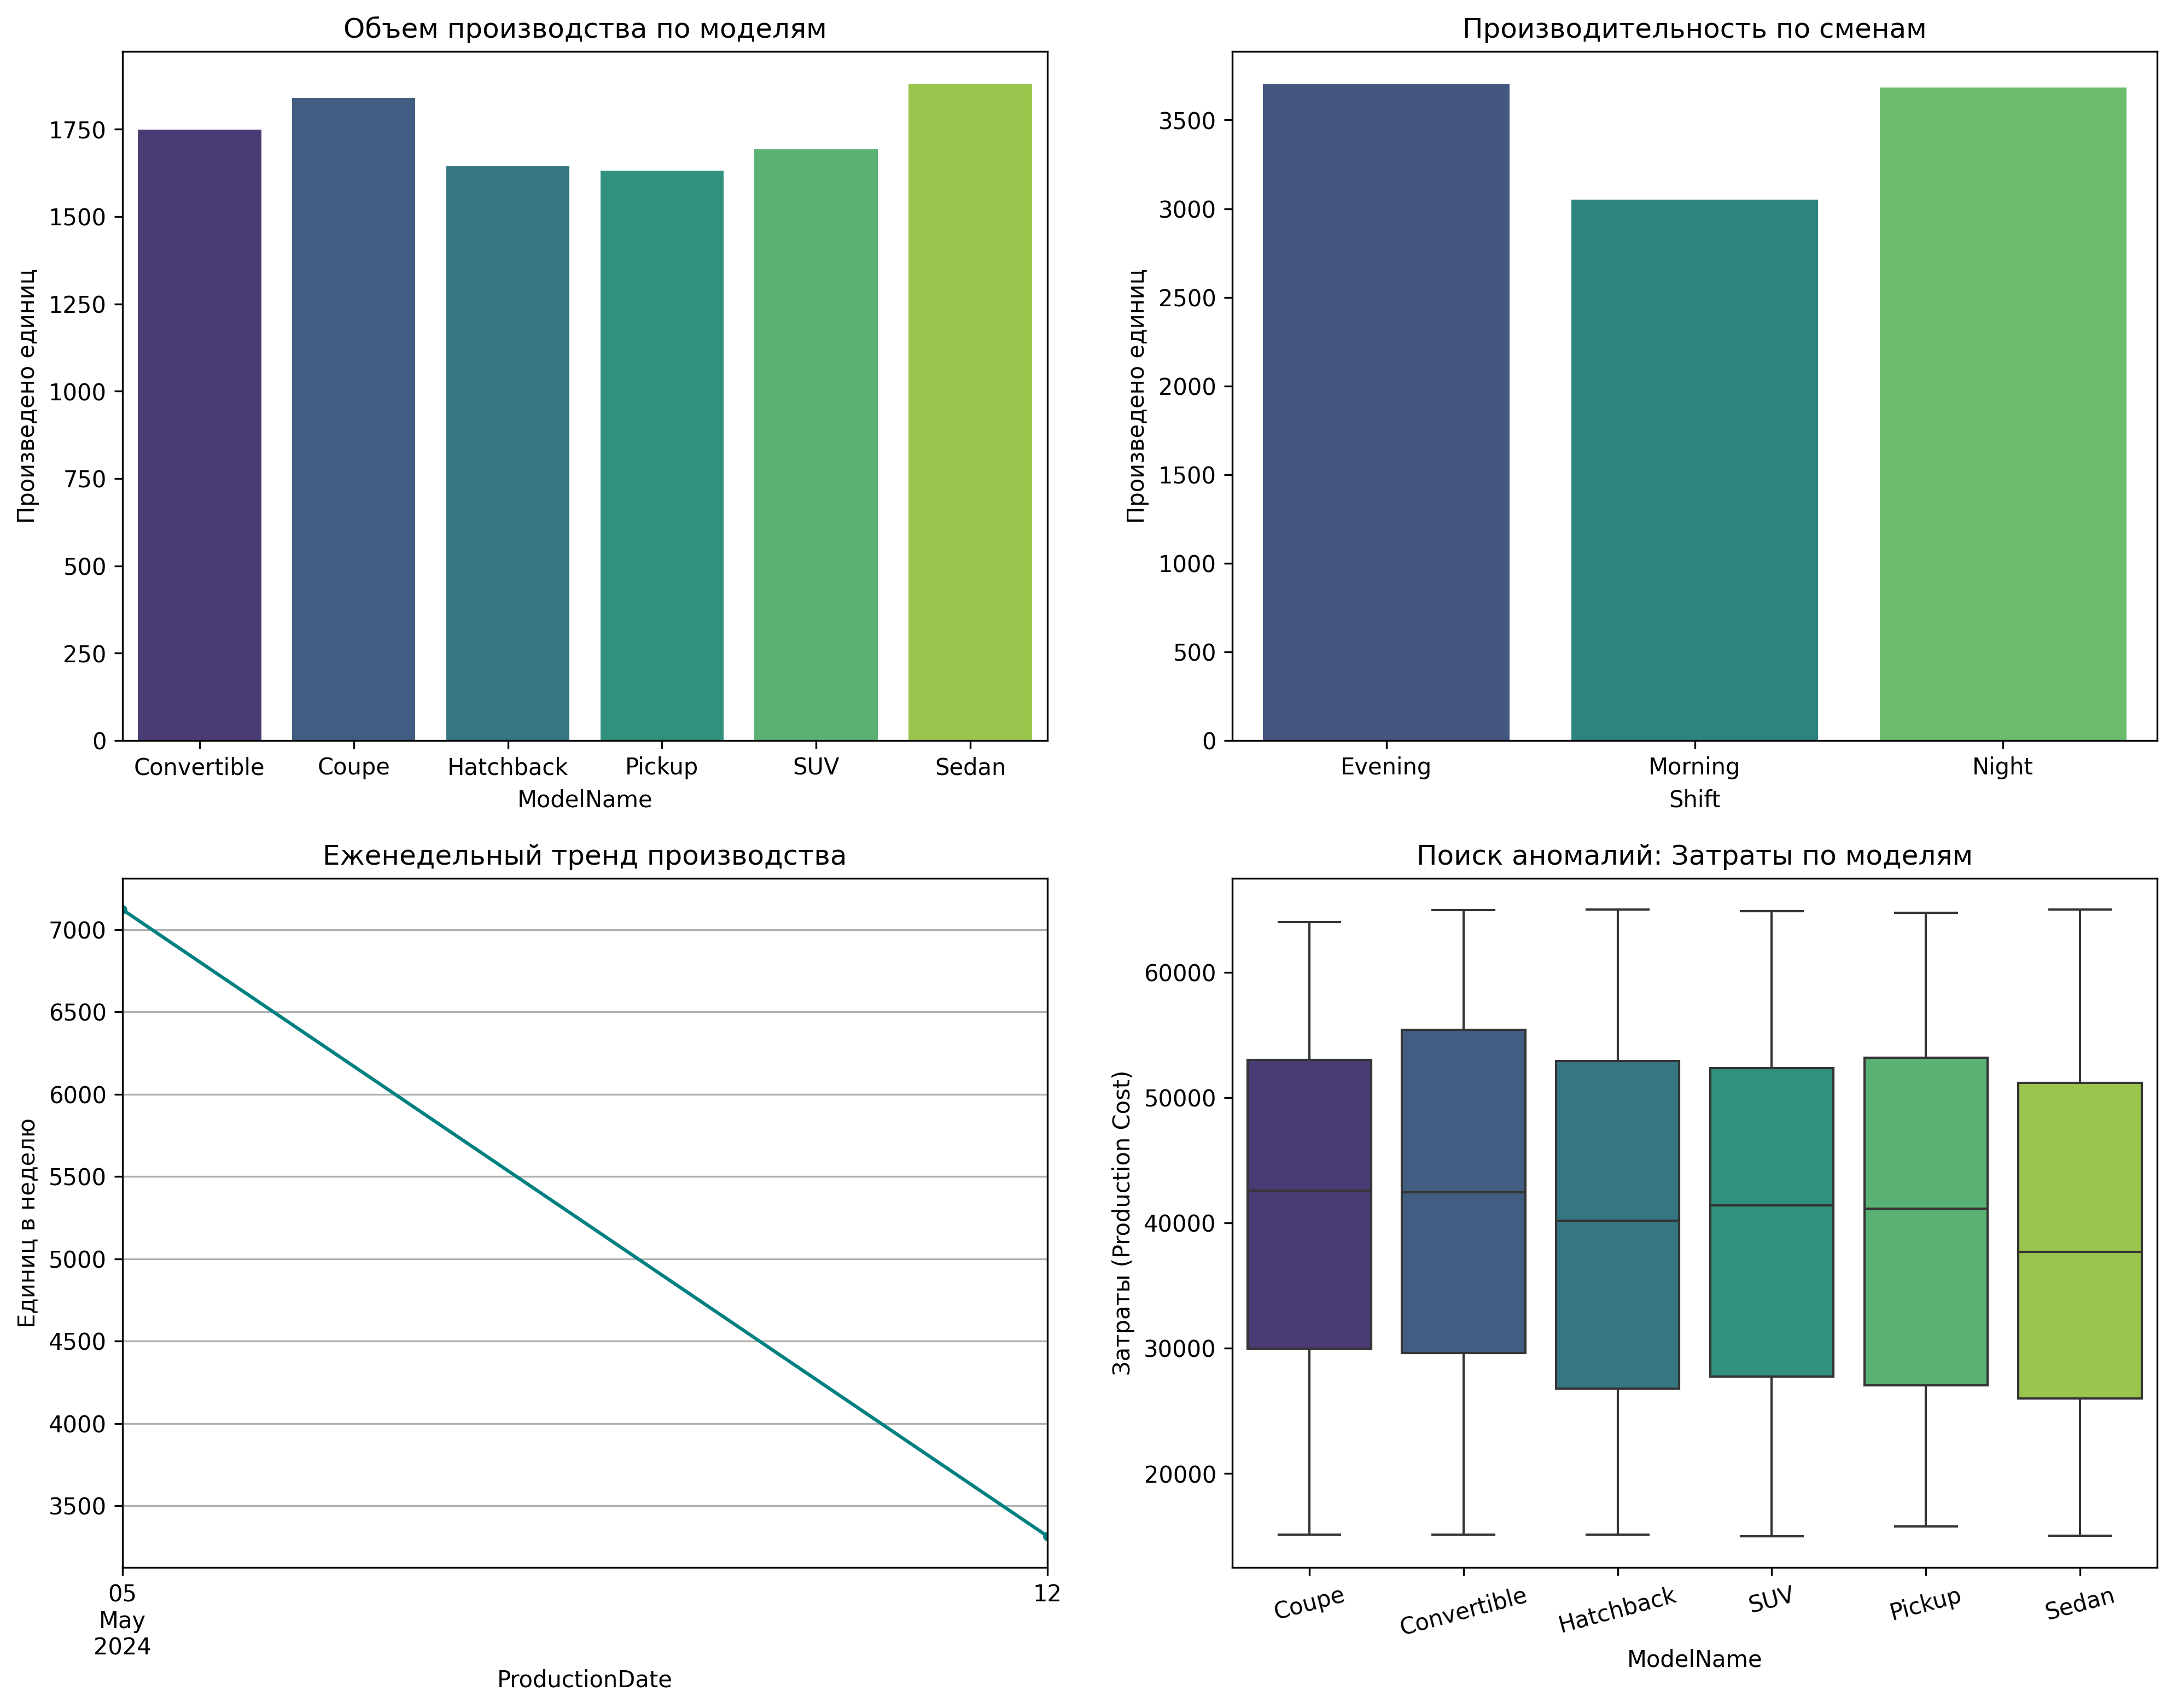 Объем производства по моделям
Произведено единиц
1750
1500
1250
1000
750
500
250
0
Convertible Coupe Hatchback Pickup SUV Sedan
ModelName
Производительность по сменам
Произведено единиц
3500
3000
2500
2000
1500
1000
500
0
Evening Morning Night
Shift
Еженедельный тренд производства
Единиц в неделю
7000
6500
6000
5500
5000
4500
4000
3500
05 12
May
2024
ProductionDate
Поиск аномалий: Затраты по моделям
Затраты (Production Cost)
60000
50000
40000
30000
20000
Coupe Convertible Hatchback SUV Pickup Sedan
ModelName